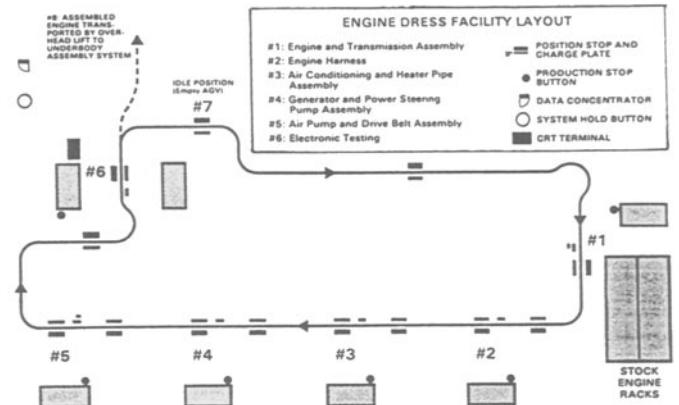 #8: ASSEMBLED
ENGINE TRANS-
PORTED BY OVER-
HEAD LIFT TO
UNDERBODY
ASSEMBLY SYSTEM
ENGINE DRESS FACILITY LAYOUT
#1: Engine and Transmission Assembly
#2: Engine Harness
#3: Air Conditioning and Heater Pipe
Assembly
#4: Generator and Power Steering
Pump Assembly
#5: Air Pump and Drive Belt Assembly
#6: Electronic Testing
POSITION STOP AND
CHARGE PLATE
PRODUCTION STOP
BUTTON
DATA CONCENTRATOR
SYSTEM HOLD BUTTON
CRT TERMINAL
IDLE POSITION
(Empty AGV)
#7
#6
#1
#5
#4
#3
#2
STOCK
ENGINE
RACKS